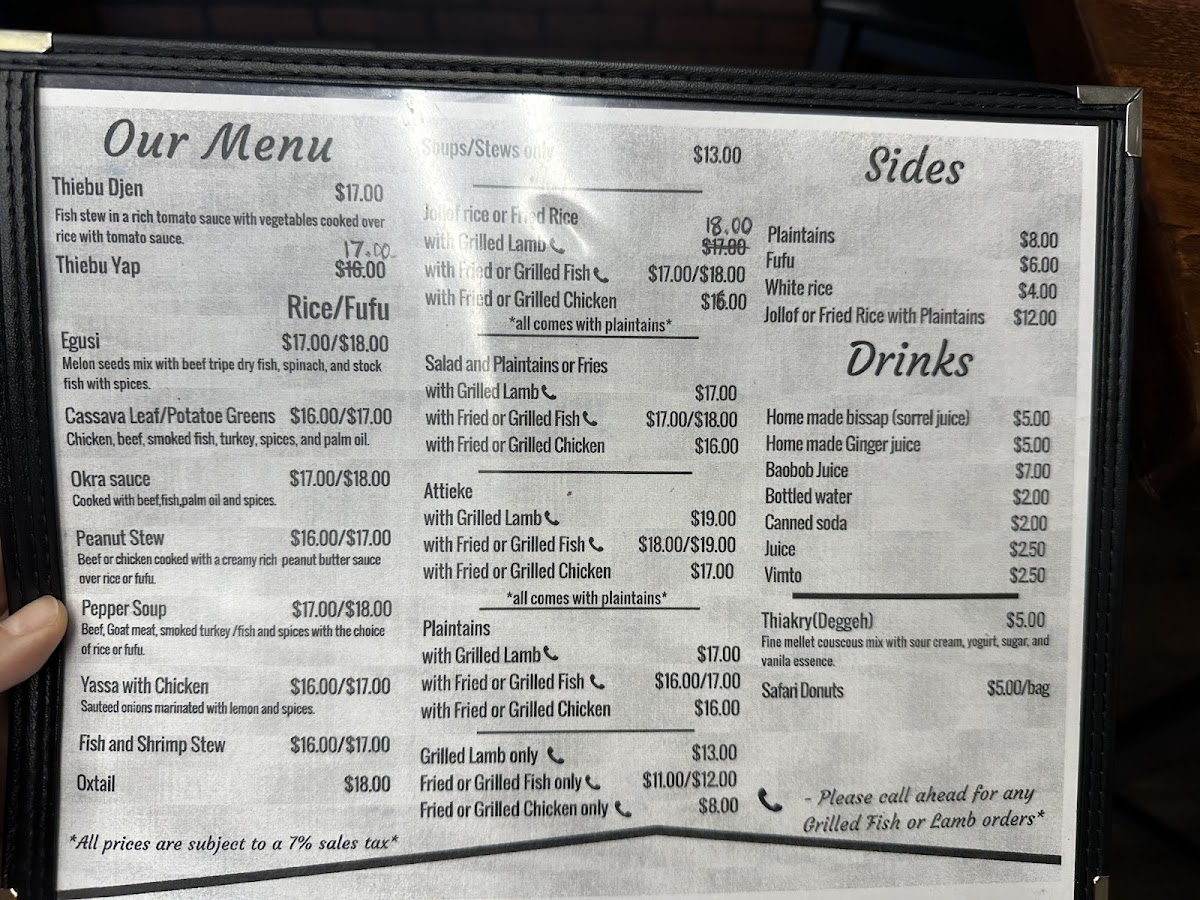 Our Menu
Thiebu Djen $17.00
Fish stew in a rich tomato sauce with vegetables cooked over
rice with tomato sauce.
17.00
Thiebu Yap $16.00
Rice/Fufu
Egusi $17.00/$18.00
Melon seeds mix with beef tripe dry fish, spinach, and stock
fish with spices.
Cassava Leaf/Potatoe Greens $16.00/$17.00
Chicken, beef, smoked fish, turkey, spices, and palm oil.
Okra sauce $17.00/$18.00
Cooked with beef,fish,palm oil and spices.
Peanut Stew $16.00/$17.00
Beef or chicken cooked with a creamy rich peanut butter sauce
over rice or fufu.
Pepper Soup $17.00/$18.00
Beef, Goat meat, smoked turkey /fish and spices with the choice
of rice or fufu.
Yassa with Chicken $16.00/$17.00
Sauteed onions marinated with lemon and spices.
Fish and Shrimp Stew $16.00/$17.00
Oxtail $18.00
*All prices are subject to a 7% sales tax*
Soups/Stews only $13.00
Jollof rice or Fried Rice
18.00
with Grilled Lamb $17.00
with Fried or Grilled Fish $17.00/$18.00
with Fried or Grilled Chicken $16.00
*all comes with plaintains*
Salad and Plaintains or Fries
with Grilled Lamb $17.00
with Fried or Grilled Fish $17.00/$18.00
with Fried or Grilled Chicken $16.00
Attieke
with Grilled Lamb $19.00
with Fried or Grilled Fish $18.00/$19.00
with Fried or Grilled Chicken $17.00
*all comes with plaintains*
Plaintains
with Grilled Lamb $17.00
with Fried or Grilled Fish $16.00/17.00
with Fried or Grilled Chicken $16.00
Grilled Lamb only $13.00
Fried or Grilled Fish only $11.00/$12.00
Fried or Grilled Chicken only $8.00
Sides
Plaintains $8.00
Fufu $6.00
White rice $4.00
Jollof or Fried Rice with Plaintains $12.00
Drinks
Home made bissap (sorrel juice) $5.00
Home made Ginger juice $5.00
Baobob Juice $7.00
Bottled water $2.00
Canned soda $2.00
Juice $2.50
Vimto $2.50
Thiakry(Deggeh) $5.00
Fine mellet couscous mix with sour cream, yogurt, sugar, and
vanila essence.
Safari Donuts $5.00/bag
- Please call ahead for any
Grilled Fish or Lamb orders*